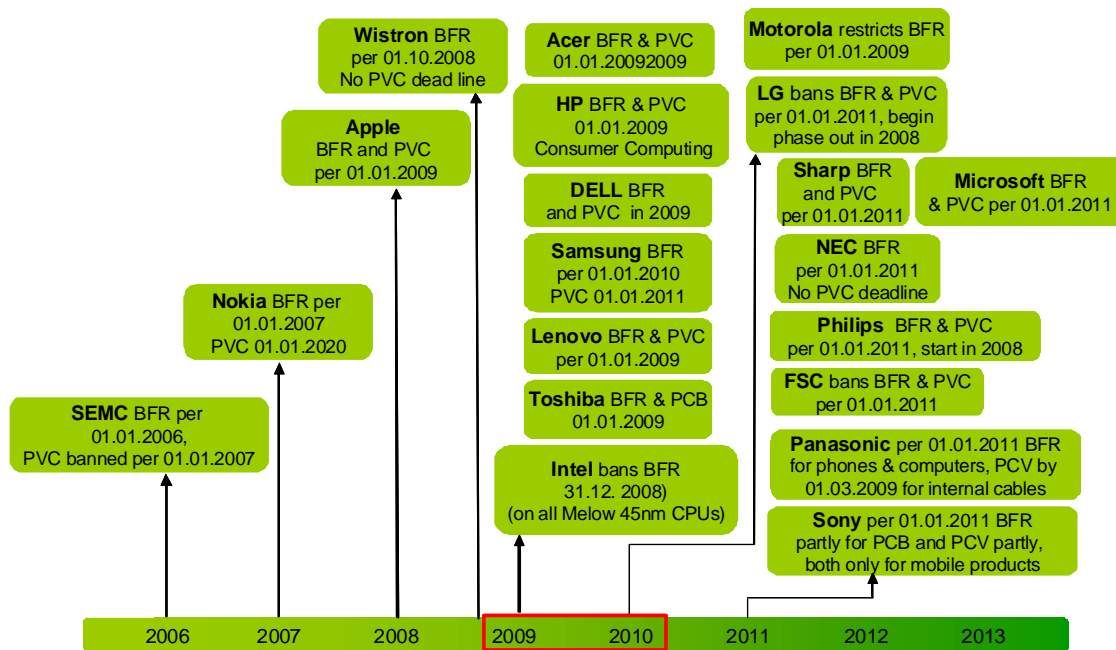 Wistron BFR
per 01.10.2008
No PVC dead line
Apple
BFR and PVC
per 01.01.2009
Nokia BFR per
01.01.2007
PVC 01.01.2020
SEMC BFR per
01.01.2006,
PVC banned per 01.01.2007
Acer BFR & PVC
01.01.20092009
HP BFR & PVC
01.01.2009
Consumer Computing
DELL BFR
and PVC in 2009
Samsung BFR
per 01.01.2010
PVC 01.01.2011
Lenovo BFR & PVC
per 01.01.2009
Toshiba BFR & PCB
01.01.2009
Intel bans BFR
31.12. 2008)
(on all Melow 45nm CPUs)
Motorola restricts BFR
per 01.01.2009
LG bans BFR & PVC
per 01.01.2011, begin
phase out in 2008
Sharp BFR
and PVC
per 01.01.2011
Microsoft BFR
& PVC per 01.01.2011
NEC BFR
per 01.01.2011
No PVC deadline
Philips BFR & PVC
per 01.01.2011, start in 2008
FSC bans BFR & PVC
per 01.01.2011
Panasonic per 01.01.2011 BFR
for phones & computers, PCV by
01.03.2009 for internal cables
Sony per 01.01.2011 BFR
partly for PCB and PCV partly,
both only for mobile products
2006 2007 2008 2009 2010 2011 2012 2013